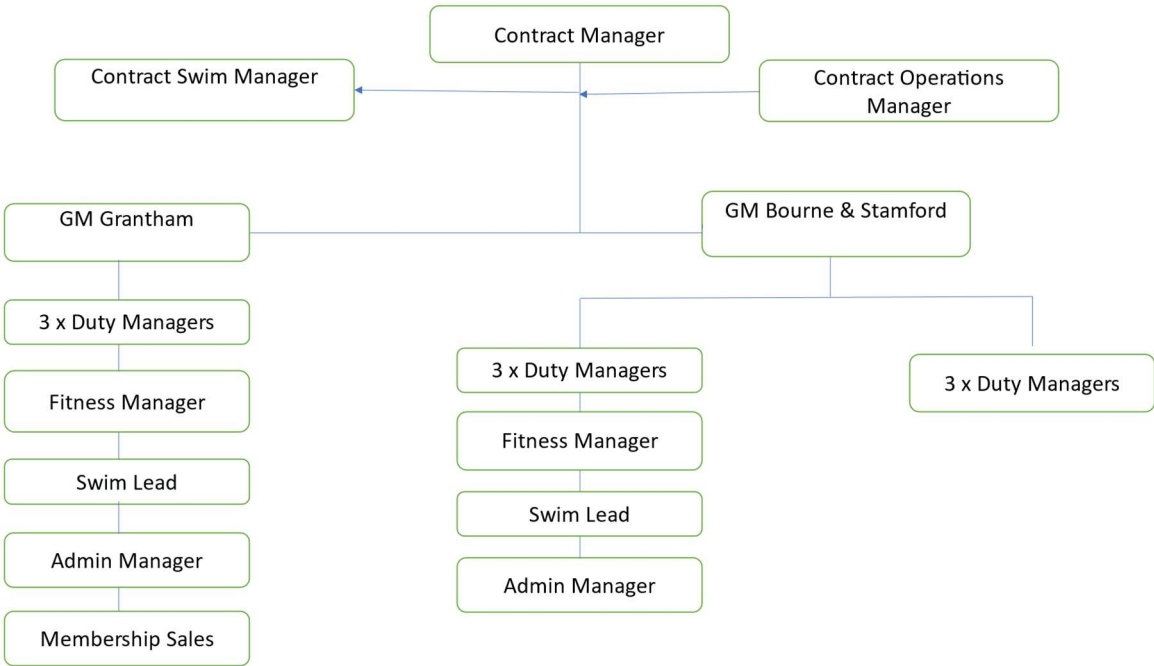 Contract Manager
Contract Swim Manager
Contract Operations
Manager
GM Grantham
GM Bourne & Stamford
3 x Duty Managers
Fitness Manager
Swim Lead
Admin Manager
Membership Sales
3 x Duty Managers
Fitness Manager
Swim Lead
Admin Manager
3 x Duty Managers